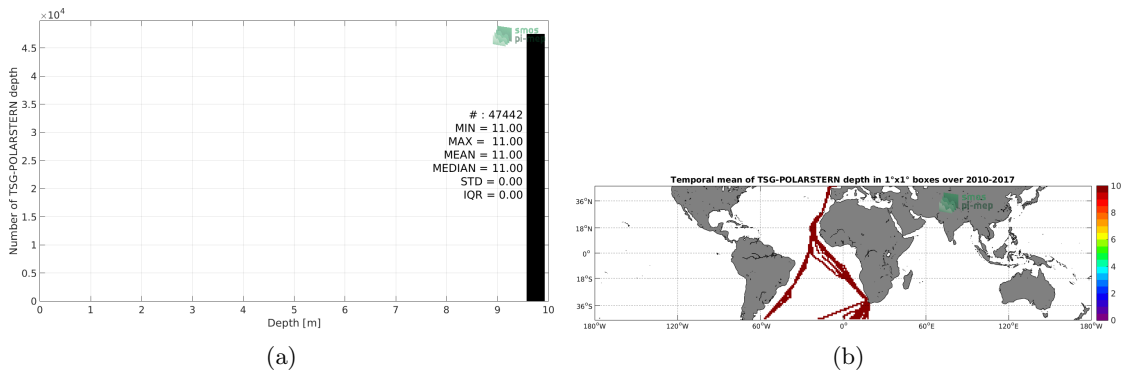 ×10⁴
4.5
4
3.5
3
2.5
2
1.5
1
0.5
0
Number of TSG-POLARSTERN depth
smos
pi-mep
# : 47442
MIN = 11.00
MAX = 11.00
MEAN = 11.00
MEDIAN = 11.00
STD = 0.00
IQR = 0.00
0 1 2 3 4 5 6 7 8 9 10
Depth [m]
(a)
Temporal mean of TSG-POLARSTERN depth in 1°x1° boxes over 2010-2017
smos
pi-mep
36°N
18°N
0°
18°S
36°S
180°W 120°W 60°W 0° 60°E 120°E 180°W
10
8
6
4
2
0
(b)